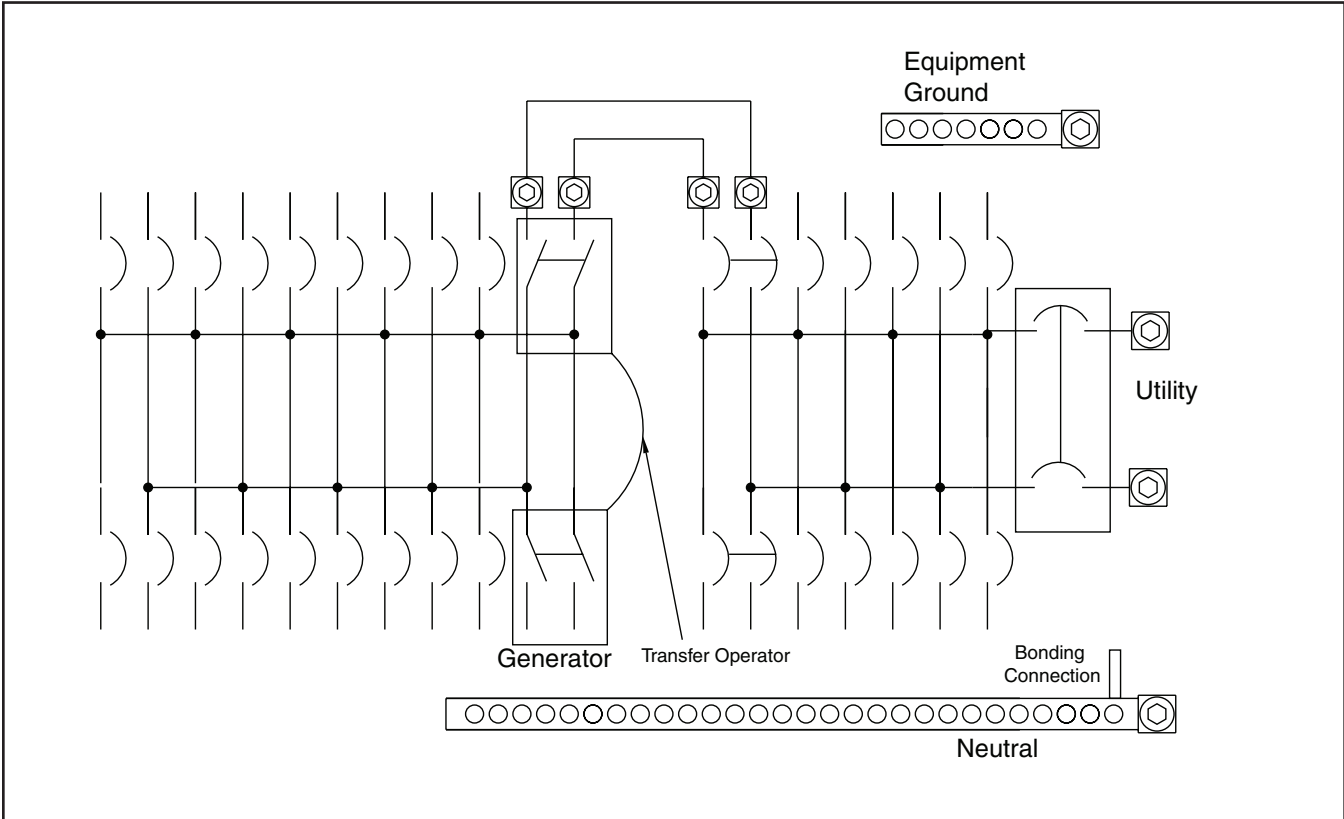 Equipment
Ground
Utility
Generator
Transfer Operator
Bonding
Connection
Neutral